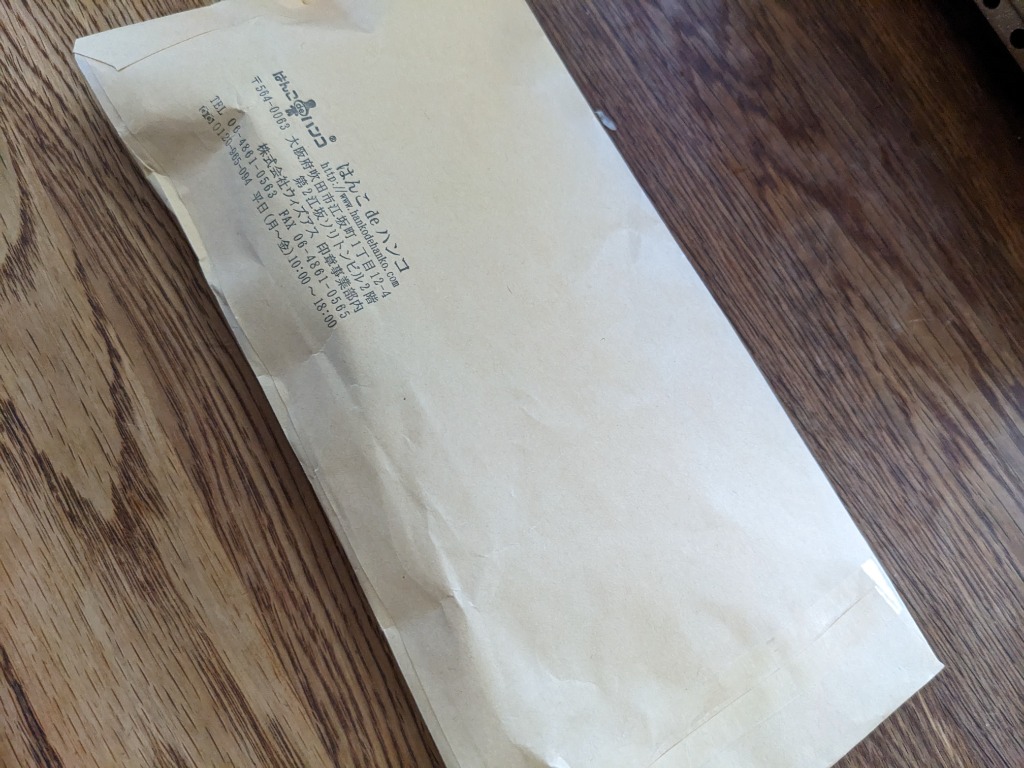 はんこdeハンコ® はんこ de ハンコ
http://www.hankodehanko.com
〒564-0063 大阪府吹田市江坂町1丁目12-4
第2江坂ソリトンビル2階
株式会社ウィズアス 印章事業部内
TEL 06-4861-0563 FAX 06-4861-0565
平日(月~金)10:00~18:00